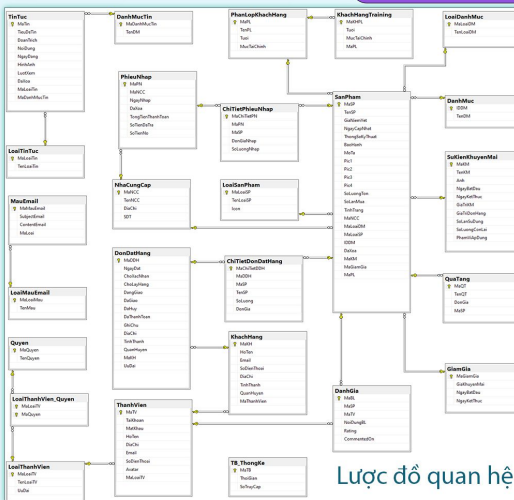 TinTuc
MaTin
TieuDeTin
DoanTrich
NoiDung
NgayDang
HinhAnh
LuotXem
DaXoa
MaLoaiTin
MaDanhMucTin
DanhMucTin
MaDanhMucTin
TenDM
PhanLopKhachHang
MaPL
TenPL
Tuoi
MucTaiChinh
KhachHangTraining
MaKHPL
Tuoi
MucTaiChinh
MaPL
LoaiDanhMuc
MaLoaiDM
TenLoaiDM
PhieuNhap
MaPN
MaNCC
NgayNhap
DaXoa
TongTienThanhToan
SoTienDaTra
SoTienNo
ChiTietPhieuNhap
MaChiTietPN
MaPN
MaSP
DonGiaNhap
SoLuongNhap
SanPham
MaSP
TenSP
GiaNiemYet
NgayCapNhat
ThongSoKyThuat
BaoHanh
MoTa
Pic1
Pic2
Pic3
Pic4
SoLuongTon
SoLanMua
TinhTrang
MaNCC
MaLoaiDM
MaLoaiSP
IDDM
DaXoa
MaKM
MaGiamGia
MaPL
DanhMuc
IDDM
TenDM
LoaiTinTuc
MaLoaiTin
TenLoaiTin
NhaCungCap
MaNCC
TenNCC
DiaChi
SDT
LoaiSanPham
MaLoaiSP
TenLoaiSP
Icon
SuKienKhuyenMai
MaKM
TenKM
Anh
NgayBatDau
NgayKetThuc
GiaTriKM
GiaTriDonHang
SoLanSuDung
SoLuongConLai
PhamViApDung
MauEmail
MaMauEmail
SubjectEmail
ContentEmail
MaLoai
DonDatHang
MaDDH
NgayDat
ChoXacNhan
ChoLayHang
DangGiao
DaGiao
DaHuy
DaThanhToan
GhiChu
DiaChi
TinhThanh
QuanHuyen
MaKH
UuDai
ChiTietDonDatHang
MaChiTietDDH
MaDDH
MaSP
TenSP
SoLuong
DonGia
QuaTang
MaQT
TenQT
DonGia
MaSP
LoaiMauEmail
MaLoaiMau
TenMau
KhachHang
MaKH
HoTen
Email
SoDienThoai
DiaChi
TinhThanh
QuanHuyen
MaThanhVien
Quyen
MaQuyen
TenQuyen
GiamGia
MaGiamGia
GiaKhuyenMai
NgayBatDau
NgayKetThuc
LoaiThanhVien_Quyen
MaLoaiTV
MaQuyen
ThanhVien
MaTV
TaiKhoan
MatKhau
HoTen
DiaChi
Email
SoDienThoai
Avatar
MaLoaiTV
DanhGia
MaBL
MaSP
MaTV
NoiDungBL
Rating
CommentedOn
LoaiThanhVien
MaLoaiTV
TenLoaiTV
UuDai
TB_ThongKe
MaTB
ThoiGian
SoTruyCap
Lược đồ quan hệ